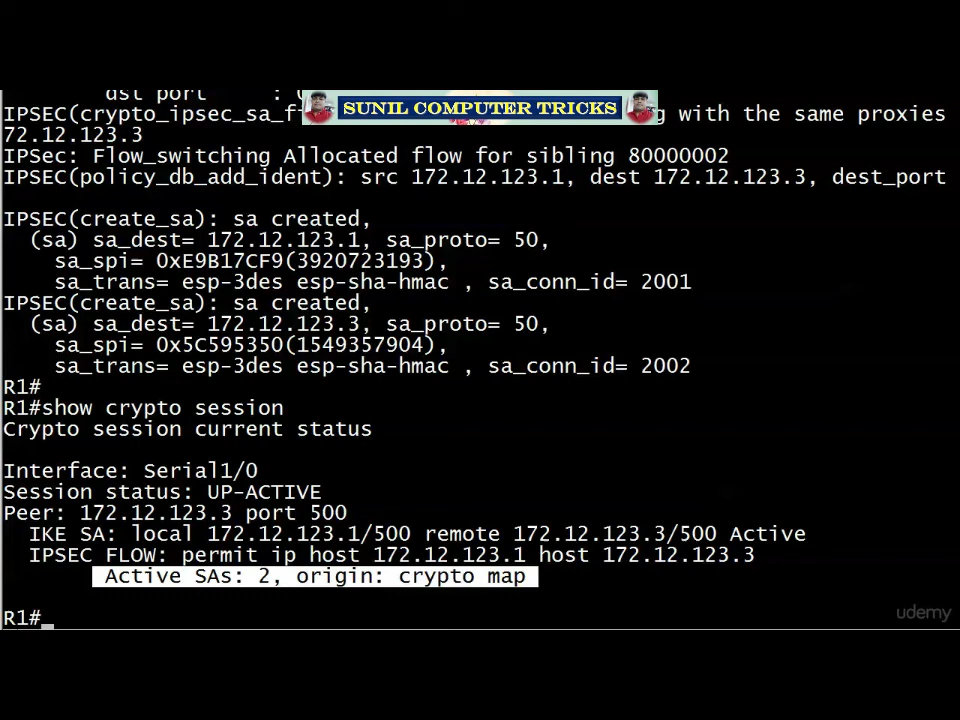 dst port : 0
SUNIL COMPUTER TRICKS
IPSEC(crypto_ipsec_sa_f g with the same proxies
72.12.123.3
IPSec: Flow_switching Allocated flow for sibling 80000002
IPSEC(policy_db_add_ident): src 172.12.123.1, dest 172.12.123.3, dest_port
IPSEC(create_sa): sa created,
(sa) sa_dest= 172.12.123.1, sa_proto= 50,
sa_spi= 0xE9B17CF9(3920723193),
sa_trans= esp-3des esp-sha-hmac , sa_conn_id= 2001
IPSEC(create_sa): sa created,
(sa) sa_dest= 172.12.123.3, sa_proto= 50,
sa_spi= 0x5C595350(1549357904),
sa_trans= esp-3des esp-sha-hmac , sa_conn_id= 2002
R1#
R1#show crypto session
Crypto session current status
Interface: Serial1/0
Session status: UP-ACTIVE
Peer: 172.12.123.3 port 500
IKE SA: local 172.12.123.1/500 remote 172.12.123.3/500 Active
IPSEC FLOW: permit ip host 172.12.123.1 host 172.12.123.3
Active SAs: 2, origin: crypto map
R1#
udemy